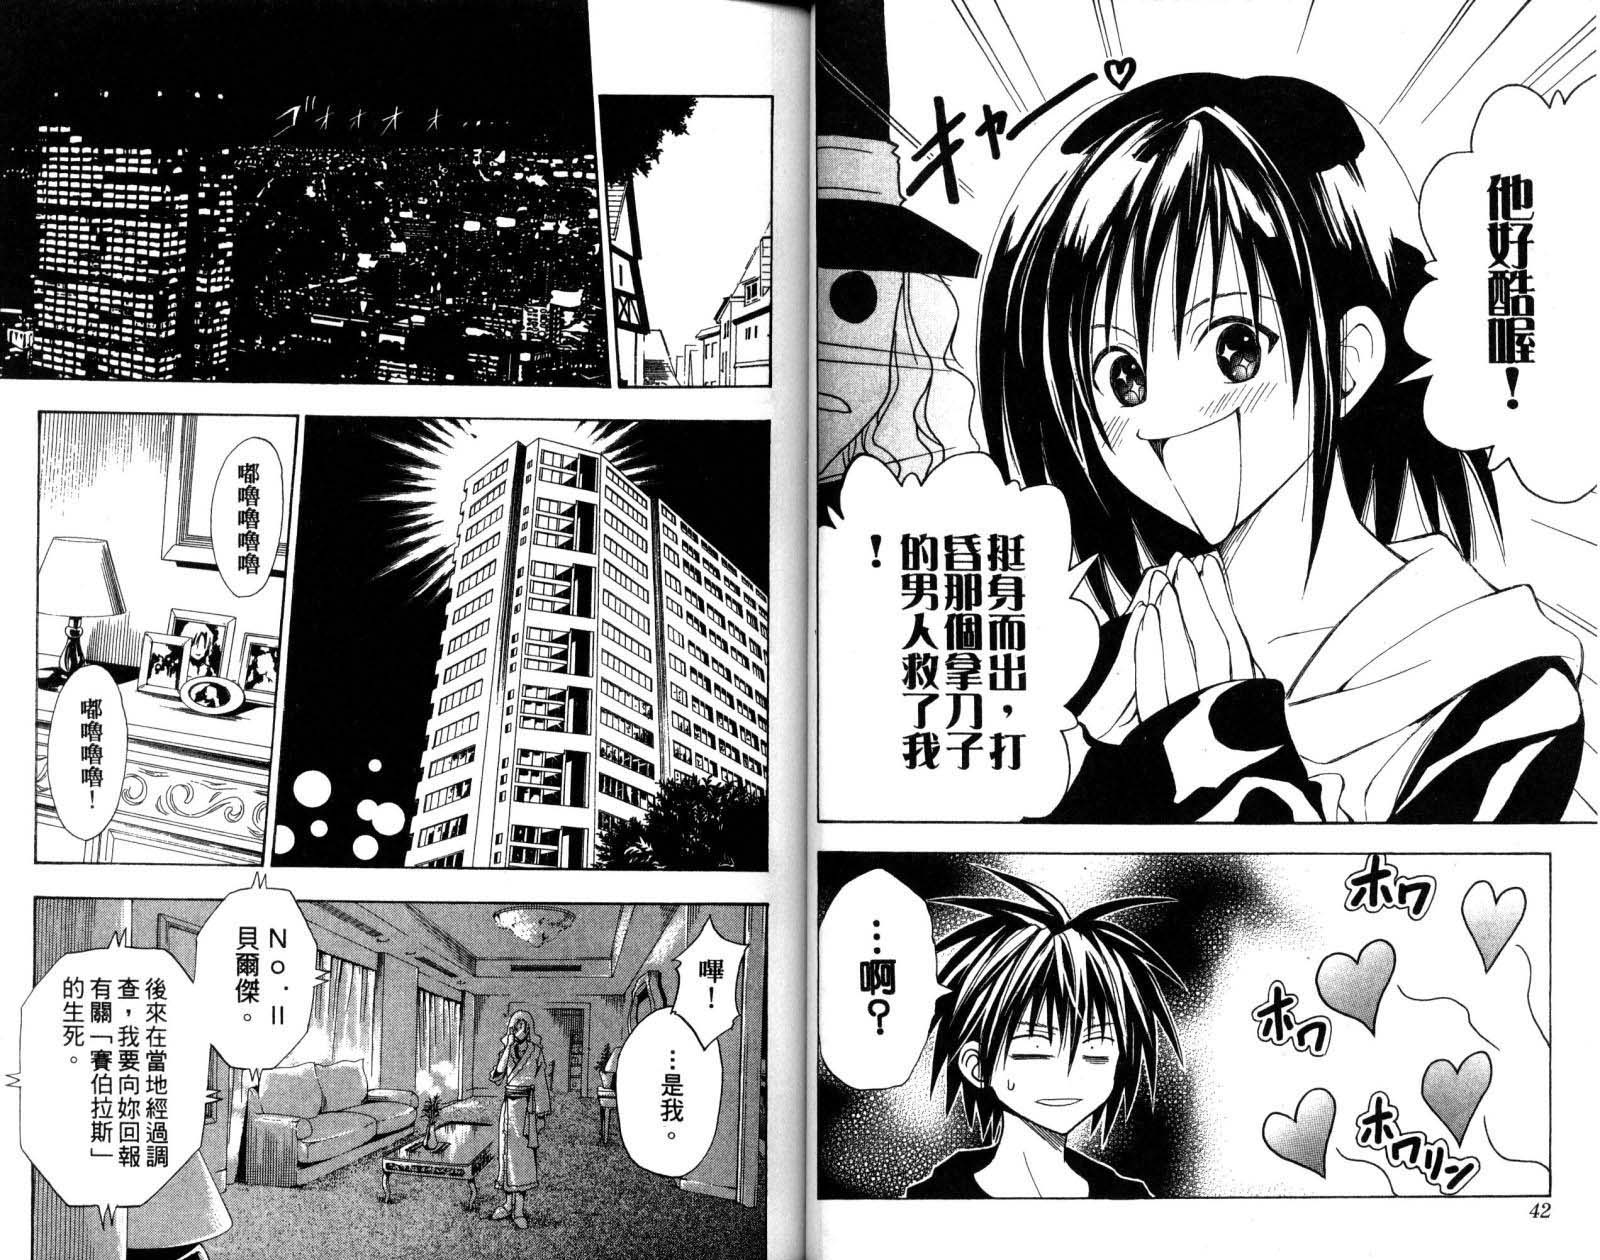 キャー♡
他好酷喔！
挺身而出，打
昏那個拿刀子
的男人救了我
！
…啊？
ホワ
ホワ
ホワリン
42
ゴォォォォ....
嘟嚕嚕嚕嚕
嘟嚕嚕嚕！
嗶！
…是我。
No.II
貝爾傑。
後來在當地經過調
查，我要向妳回報
有關「賽伯拉斯」
的生死。